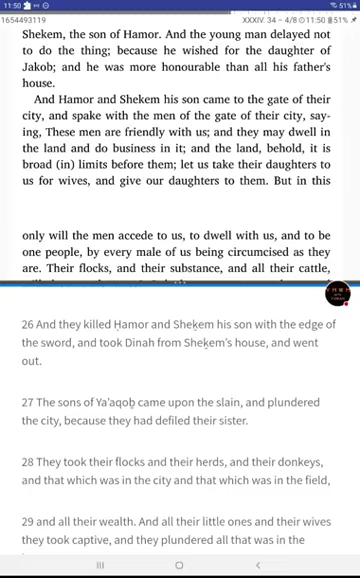 11:50 51%
1654493119 XXXIV. 34 – 4/8 11:50 51%
Shekem, the son of Hamor. And the young man delayed not
to do the thing; because he wished for the daughter of
Jakob; and he was more honourable than all his father's
house.
And Hamor and Shekem his son came to the gate of their
city, and spake with the men of the gate of their city, say-
ing, These men are friendly with us; and they may dwell in
the land and do business in it; and the land, behold, it is
broad (in) limits before them; let us take their daughters to
us for wives, and give our daughters to them. But in this
only will the men accede to us, to dwell with us, and to be
one people, by every male of us being circumcised as they
are. Their flocks, and their substance, and all their cattle,
26 And they killed Ḥamor and Sheḵem his son with the edge of
the sword, and took Dinah from Sheḵem's house, and went
out.
27 The sons of Ya‛aqoḇ came upon the slain, and plundered
the city, because they had defiled their sister.
28 They took their flocks and their herds, and their donkeys,
and that which was in the city and that which was in the field,
29 and all their wealth. And all their little ones and their wives
they took captive, and they plundered all that was in the